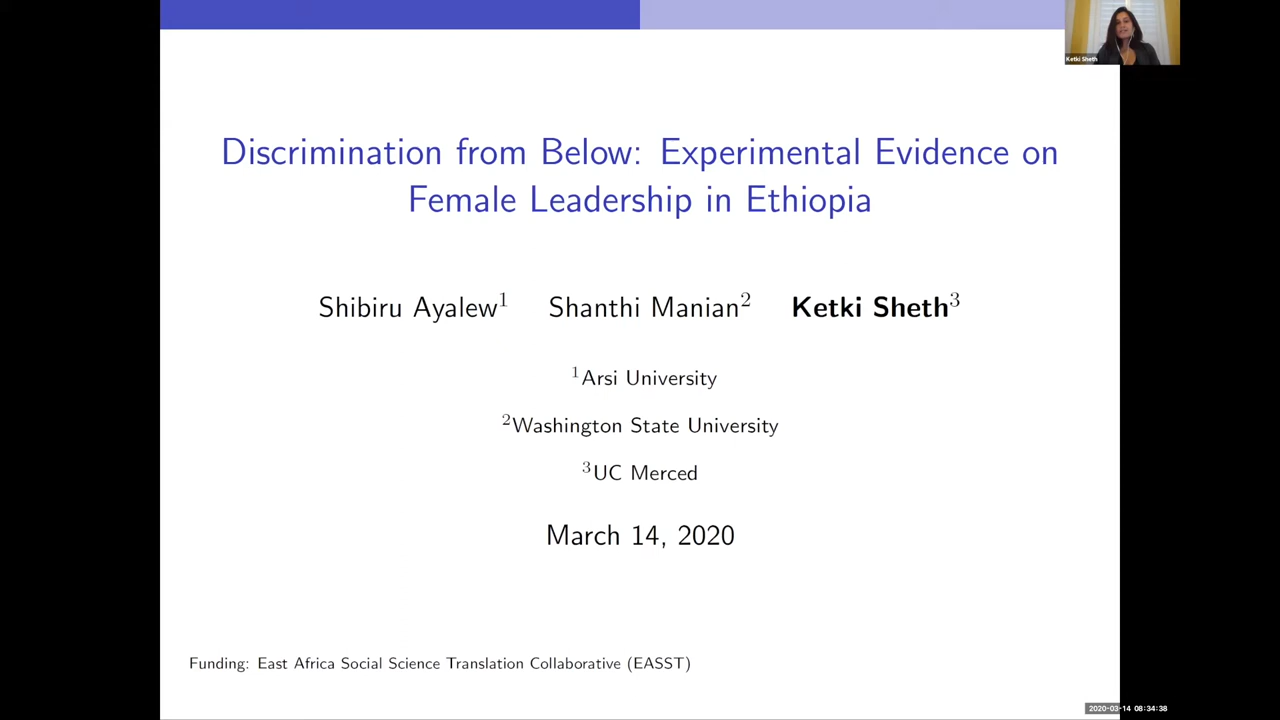 Ketki Sheth
Discrimination from Below: Experimental Evidence on
Female Leadership in Ethiopia
Shibiru Ayalew¹ Shanthi Manian² Ketki Sheth³
¹Arsi University
²Washington State University
³UC Merced
March 14, 2020
Funding: East Africa Social Science Translation Collaborative (EASST)
2020-03-14 08:34:38